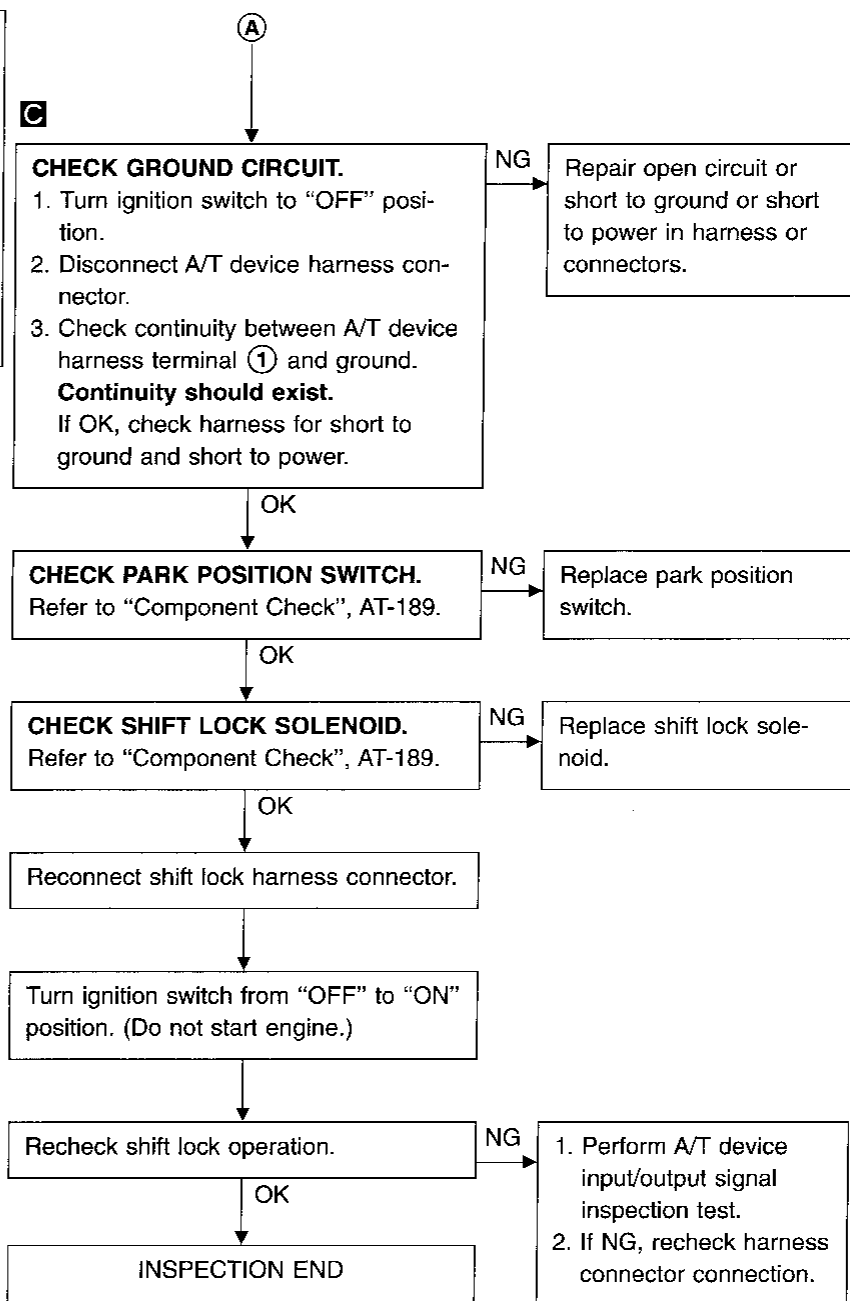 Ⓐ
C
CHECK GROUND CIRCUIT.
1. Turn ignition switch to “OFF” posi-
tion.
2. Disconnect A/T device harness con-
nector.
3. Check continuity between A/T device
harness terminal ① and ground.
Continuity should exist.
If OK, check harness for short to
ground and short to power.
NG
Repair open circuit or
short to ground or short
to power in harness or
connectors.
OK
CHECK PARK POSITION SWITCH.
Refer to “Component Check”, AT-189.
NG
Replace park position
switch.
OK
CHECK SHIFT LOCK SOLENOID.
Refer to “Component Check”, AT-189.
NG
Replace shift lock sole-
noid.
OK
Reconnect shift lock harness connector.
Turn ignition switch from “OFF” to “ON”
position. (Do not start engine.)
Recheck shift lock operation.
NG
1. Perform A/T device
input/output signal
inspection test.
2. If NG, recheck harness
connector connection.
OK
INSPECTION END